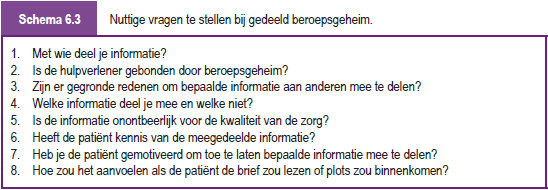 Schema 6.3 Nuttige vragen te stellen bij gedeeld beroepsgeheim.
1. Met wie deel je informatie?
2. Is de hulpverlener gebonden door beroepsgeheim?
3. Zijn er gegronde redenen om bepaalde informatie aan anderen mee te delen?
4. Welke informatie deel je mee en welke niet?
5. Is de informatie onontbeerlijk voor de kwaliteit van de zorg?
6. Heeft de patiënt kennis van de meegedeelde informatie?
7. Heb je de patiënt gemotiveerd om toe te laten bepaalde informatie mee te delen?
8. Hoe zou het aanvoelen als de patiënt de brief zou lezen of plots zou binnenkomen?